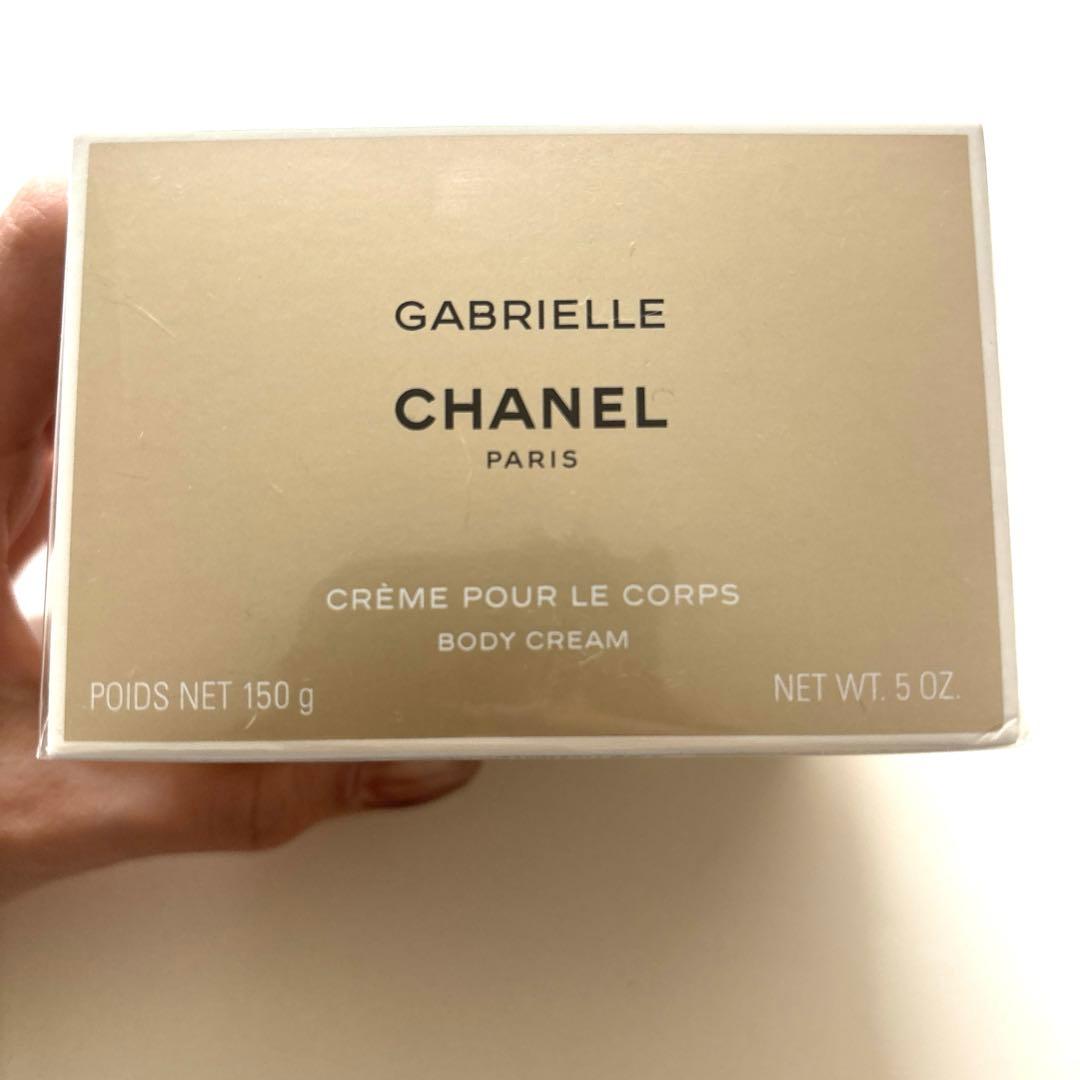 GABRIELLE
CHANEL
PARIS
CRÈME POUR LE CORPS
BODY CREAM
POIDS NET 150 g
NET WT. 5 OZ.